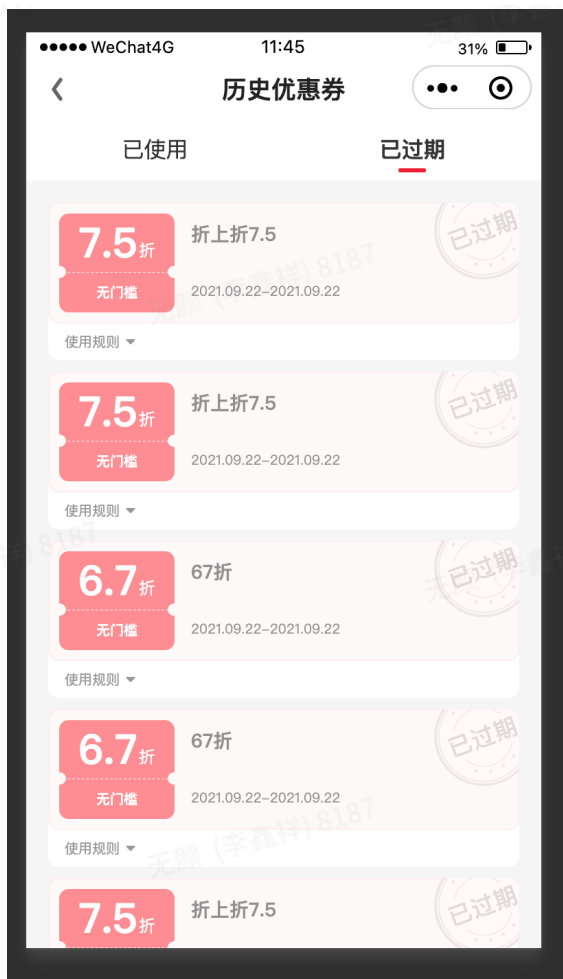 WeChat4G 11:45 31%
历史优惠券
已使用 已过期
7.5折 折上折7.5 已过期
无门槛 2021.09.22-2021.09.22
使用规则
7.5折 折上折7.5 已过期
无门槛 2021.09.22-2021.09.22
使用规则
6.7折 67折 已过期
无门槛 2021.09.22-2021.09.22
使用规则
6.7折 67折 已过期
无门槛 2021.09.22-2021.09.22
使用规则
7.5折 折上折7.5 已过期
无颜 (李鑫祥) 8187